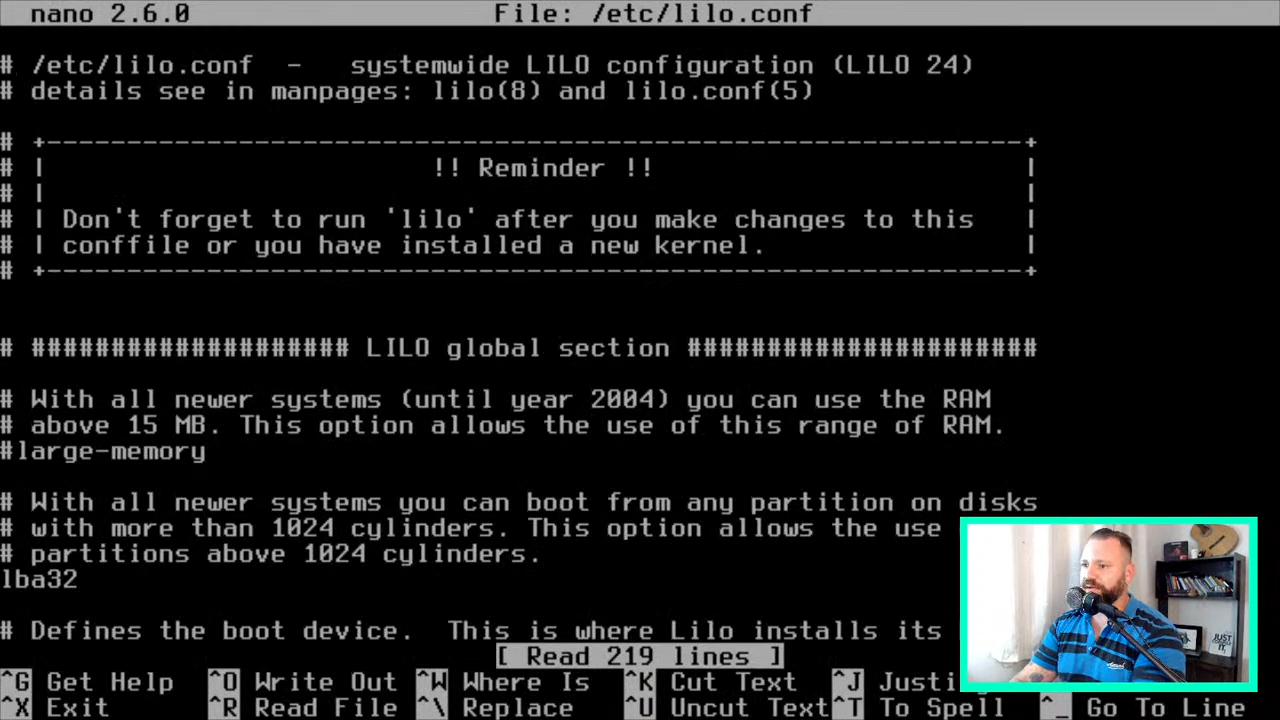 nano 2.6.0 File: /etc/lilo.conf
# /etc/lilo.conf - systemwide LILO configuration (LILO 24)
# details see in manpages: lilo(8) and lilo.conf(5)
# +-------------------------------------------------------------+
# | !! Reminder !! |
# | |
# | Don't forget to run 'lilo' after you make changes to this |
# | conffile or you have installed a new kernel. |
# +-------------------------------------------------------------+
# #################### LILO global section ######################
# With all newer systems (until year 2004) you can use the RAM
# above 15 MB. This option allows the use of this range of RAM.
#large-memory
# With all newer systems you can boot from any partition on disks
# with more than 1024 cylinders. This option allows the use
# partitions above 1024 cylinders.
lba32
# Defines the boot device. This is where Lilo installs its
[ Read 219 lines ]
^G Get Help ^O Write Out ^W Where Is ^K Cut Text ^J Justi
^X Exit ^R Read File ^\ Replace ^U Uncut Text ^T To Spell ^_ Go To Line
JUST
IT.